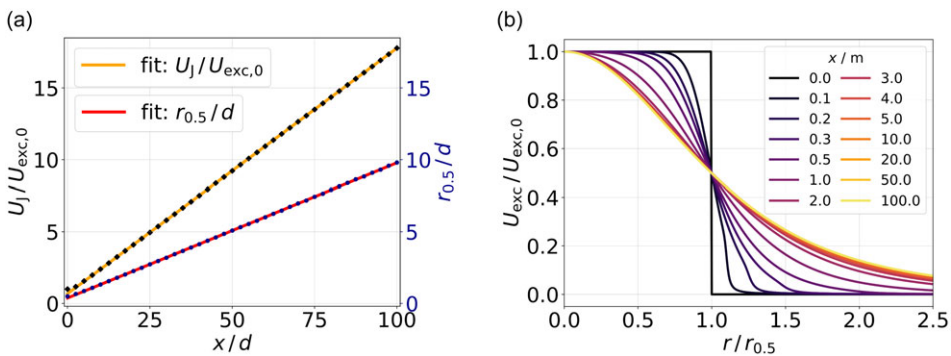 (a)
15
10
5
0
U_J / U_exc,0
fit: U_J / U_exc,0
fit: r_0.5 / d
15
10
5
0
r_0.5 / d
0 25 50 75 100
x / d
(b)
1.0
0.8
0.6
0.4
0.2
0.0
U_exc / U_exc,0
x / m
0.0 3.0
0.1 4.0
0.2 5.0
0.3 10.0
0.5 20.0
1.0 50.0
2.0 100.0
0.0 0.5 1.0 1.5 2.0 2.5
r / r_0.5